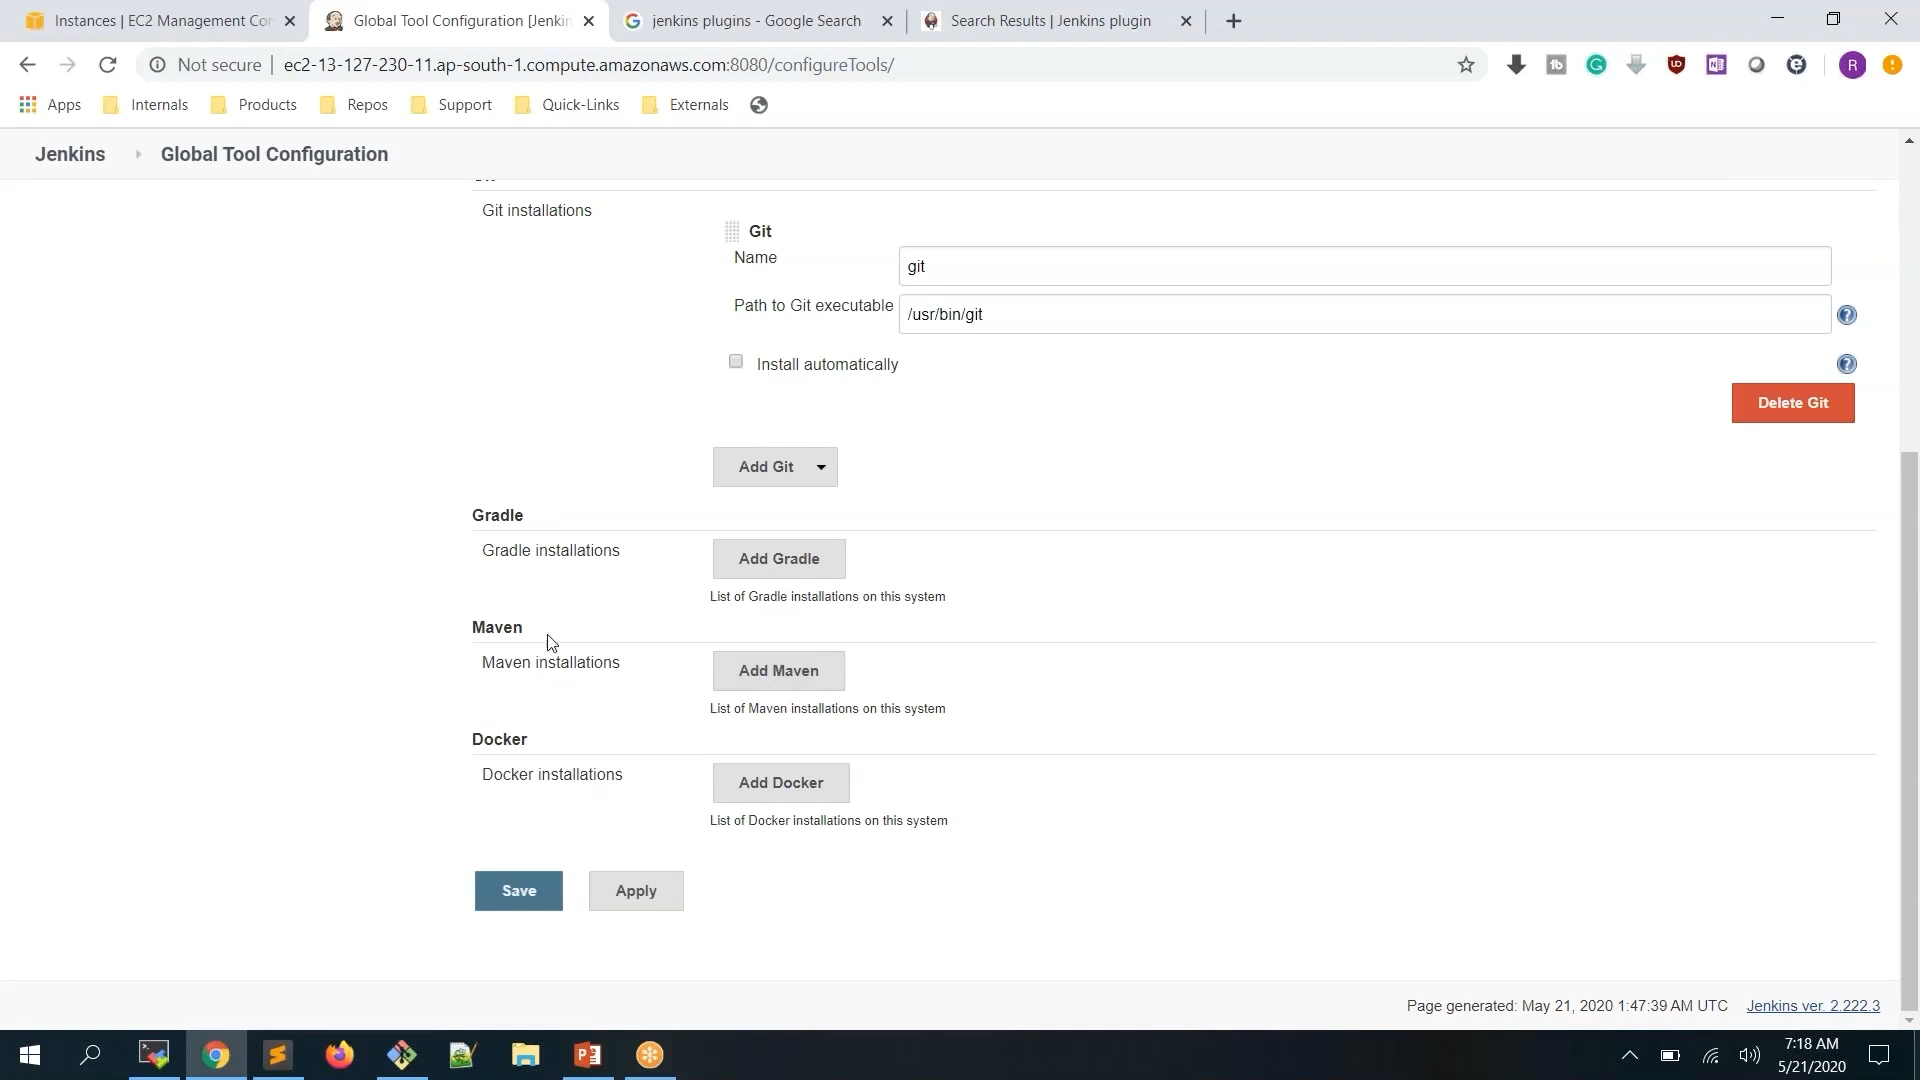 Instances | EC2 Management Con
Global Tool Configuration [Jenkin
jenkins plugins - Google Search
Search Results | Jenkins plugin
Not secure
ec2-13-127-230-11.ap-south-1.compute.amazonaws.com:8080/configureTools/
R
Apps
Internals
Products
Repos
Support
Quick-Links
Externals
Jenkins
Global Tool Configuration
Git installations
Git
Name
git
Path to Git executable
/usr/bin/git
Install automatically
Delete Git
Add Git
Gradle
Gradle installations
Add Gradle
List of Gradle installations on this system
Maven
Maven installations
Add Maven
List of Maven installations on this system
Docker
Docker installations
Add Docker
List of Docker installations on this system
Save
Apply
Page generated: May 21, 2020 1:47:39 AM UTC
Jenkins ver. 2.222.3
7:18 AM
5/21/2020